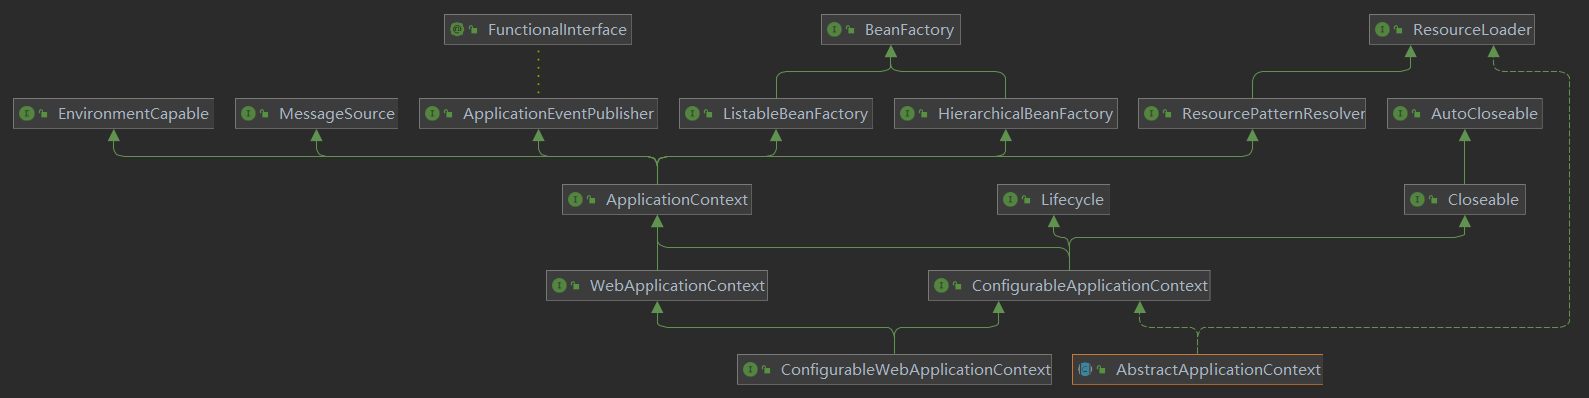 FunctionalInterface
BeanFactory
ResourceLoader
EnvironmentCapable
MessageSource
ApplicationEventPublisher
ListableBeanFactory
HierarchicalBeanFactory
ResourcePatternResolver
AutoCloseable
ApplicationContext
Lifecycle
Closeable
WebApplicationContext
ConfigurableApplicationContext
ConfigurableWebApplicationContext
AbstractApplicationContext